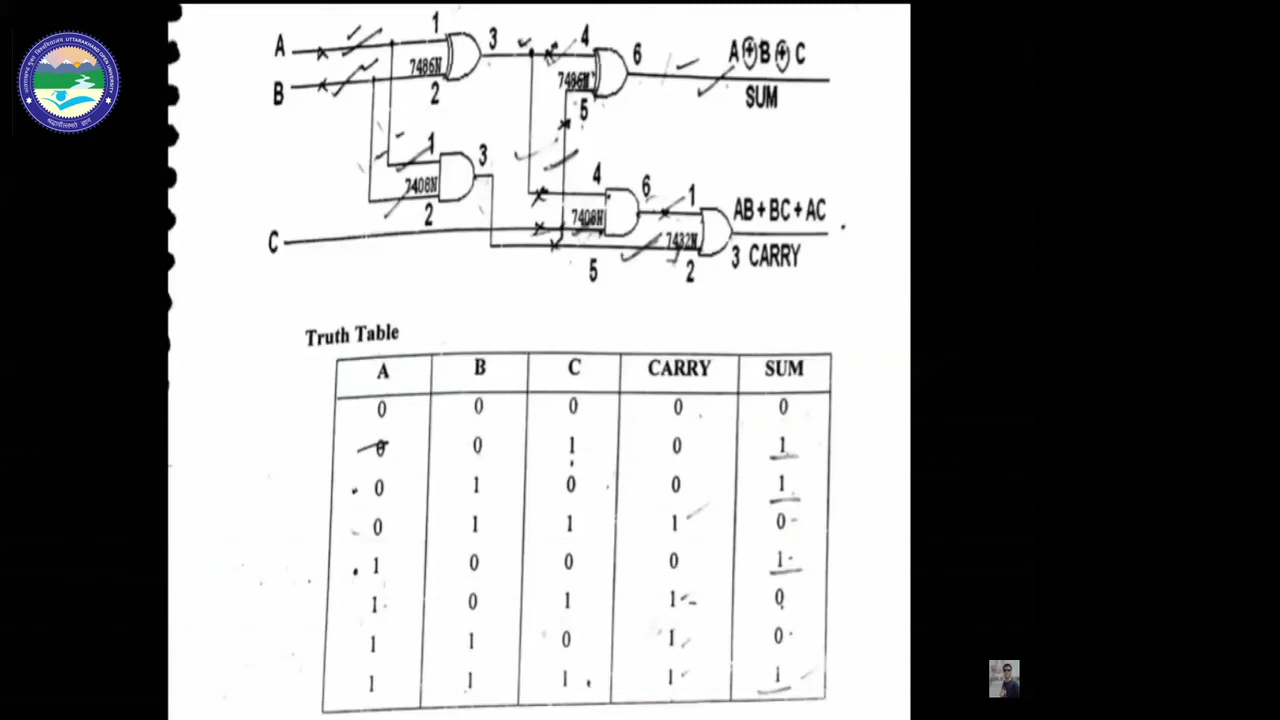 UTTARAKHAND OPEN UNIVERSITY
A
1
3
4
6
A ⊕ B ⊕ C
7486N
7486N
B
2
5
SUM
1
3
4
6
1
AB + BC + AC
7408N
7408N
7432N
2
C
5
2
3 CARRY
Truth Table
A B C CARRY SUM
0 0 0 0 0
0 0 1 0 1
0 1 0 0 1
0 1 1 1 0
1 0 0 0 1
1 0 1 1 0
1 1 0 1 0
1 1 1 1 1